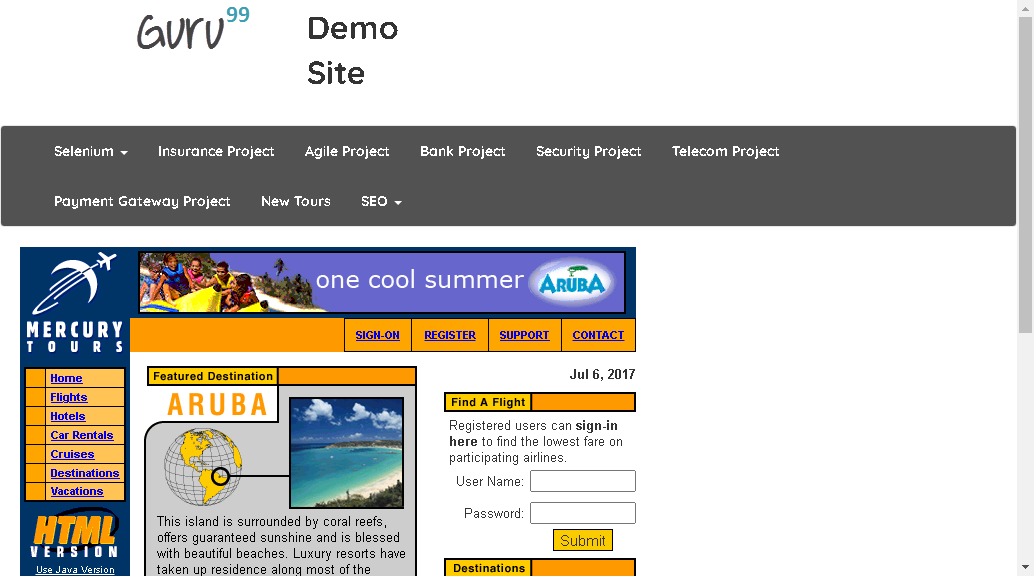 Guru99
Demo
Site
Selenium
Insurance Project
Agile Project
Bank Project
Security Project
Telecom Project
Payment Gateway Project
New Tours
SEO
one cool summer
ARUBA
MERCURY
TOURS
SIGN-ON
REGISTER
SUPPORT
CONTACT
Home
Flights
Hotels
Car Rentals
Cruises
Destinations
Vacations
HTML
VERSION
Use Java Version
Featured Destination
ARUBA
This island is surrounded by coral reefs,
offers guaranteed sunshine and is blessed
with beautiful beaches. Luxury resorts have
taken up residence along most of the
Jul 6, 2017
Find A Flight
Registered users can sign-in
here to find the lowest fare on
participating airlines.
User Name:
Password:
Submit
Destinations